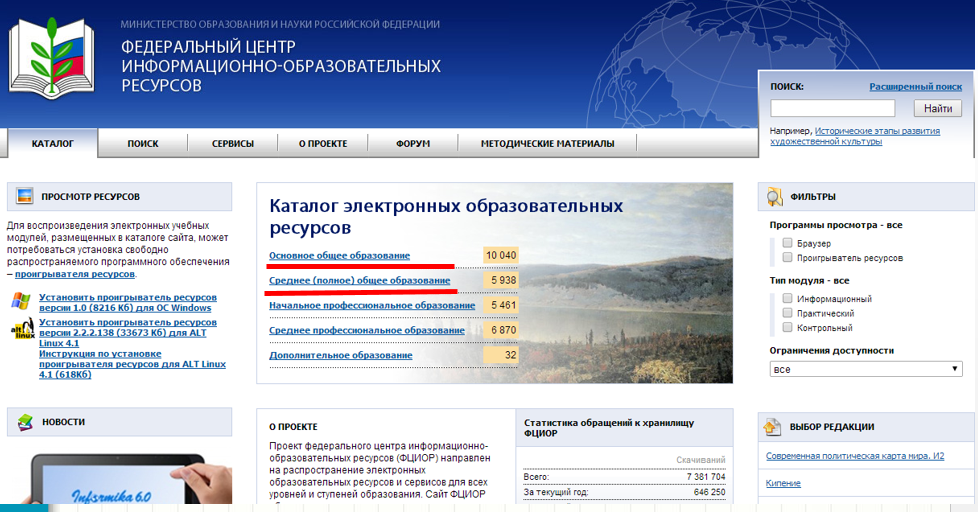 МИНИСТЕРСТВО ОБРАЗОВАНИЯ И НАУКИ РОССИЙСКОЙ ФЕДЕРАЦИИ
ФЕДЕРАЛЬНЫЙ ЦЕНТР
ИНФОРМАЦИОННО-ОБРАЗОВАТЕЛЬНЫХ
РЕСУРСОВ
ПОИСК:
Расширенный поиск
Найти
Например, Исторические этапы развития
художественной культуры
КАТАЛОГ
ПОИСК
СЕРВИСЫ
О ПРОЕКТЕ
ФОРУМ
МЕТОДИЧЕСКИЕ МАТЕРИАЛЫ
ПРОСМОТР РЕСУРСОВ
Для воспроизведения электронных учебных
модулей, размещенных в каталоге сайта, может
потребоваться установка свободно
распространяемого программного обеспечения
– проигрывателя ресурсов.
Установить проигрыватель ресурсов
версии 1.0 (8216 Кб) для ОС Windows
alt
linux
Установить проигрыватель ресурсов
версии 2.2.2.138 (33673 Кб) для ALT
Linux 4.1
Инструкция по установке
проигрывателя ресурсов для ALT Linux
4.1 (618Кб)
НОВОСТИ
Inf5rmika 6.0
Каталог электронных образовательных
ресурсов
Основное общее образование 10 040
Среднее (полное) общее образование 5 938
Начальное профессиональное образование 5 461
Среднее профессиональное образование 6 870
Дополнительное образование 32
О ПРОЕКТЕ
Проект федерального центра информационно-
образовательных ресурсов (ФЦИОР) направлен
на распространение электронных
образовательных ресурсов и сервисов для всех
уровней и ступеней образования. Сайт ФЦИОР
Статистика обращений к хранилищу
ФЦИОР
Скачиваний
Всего: 7 381 704
За текущий год: 646 250
ФИЛЬТРЫ
Программы просмотра - все
Браузер
Проигрыватель ресурсов
Тип модуля - все
Информационный
Практический
Контрольный
Ограничения доступности
все
ВЫБОР РЕДАКЦИИ
Современная политическая карта мира. И2
Кипение